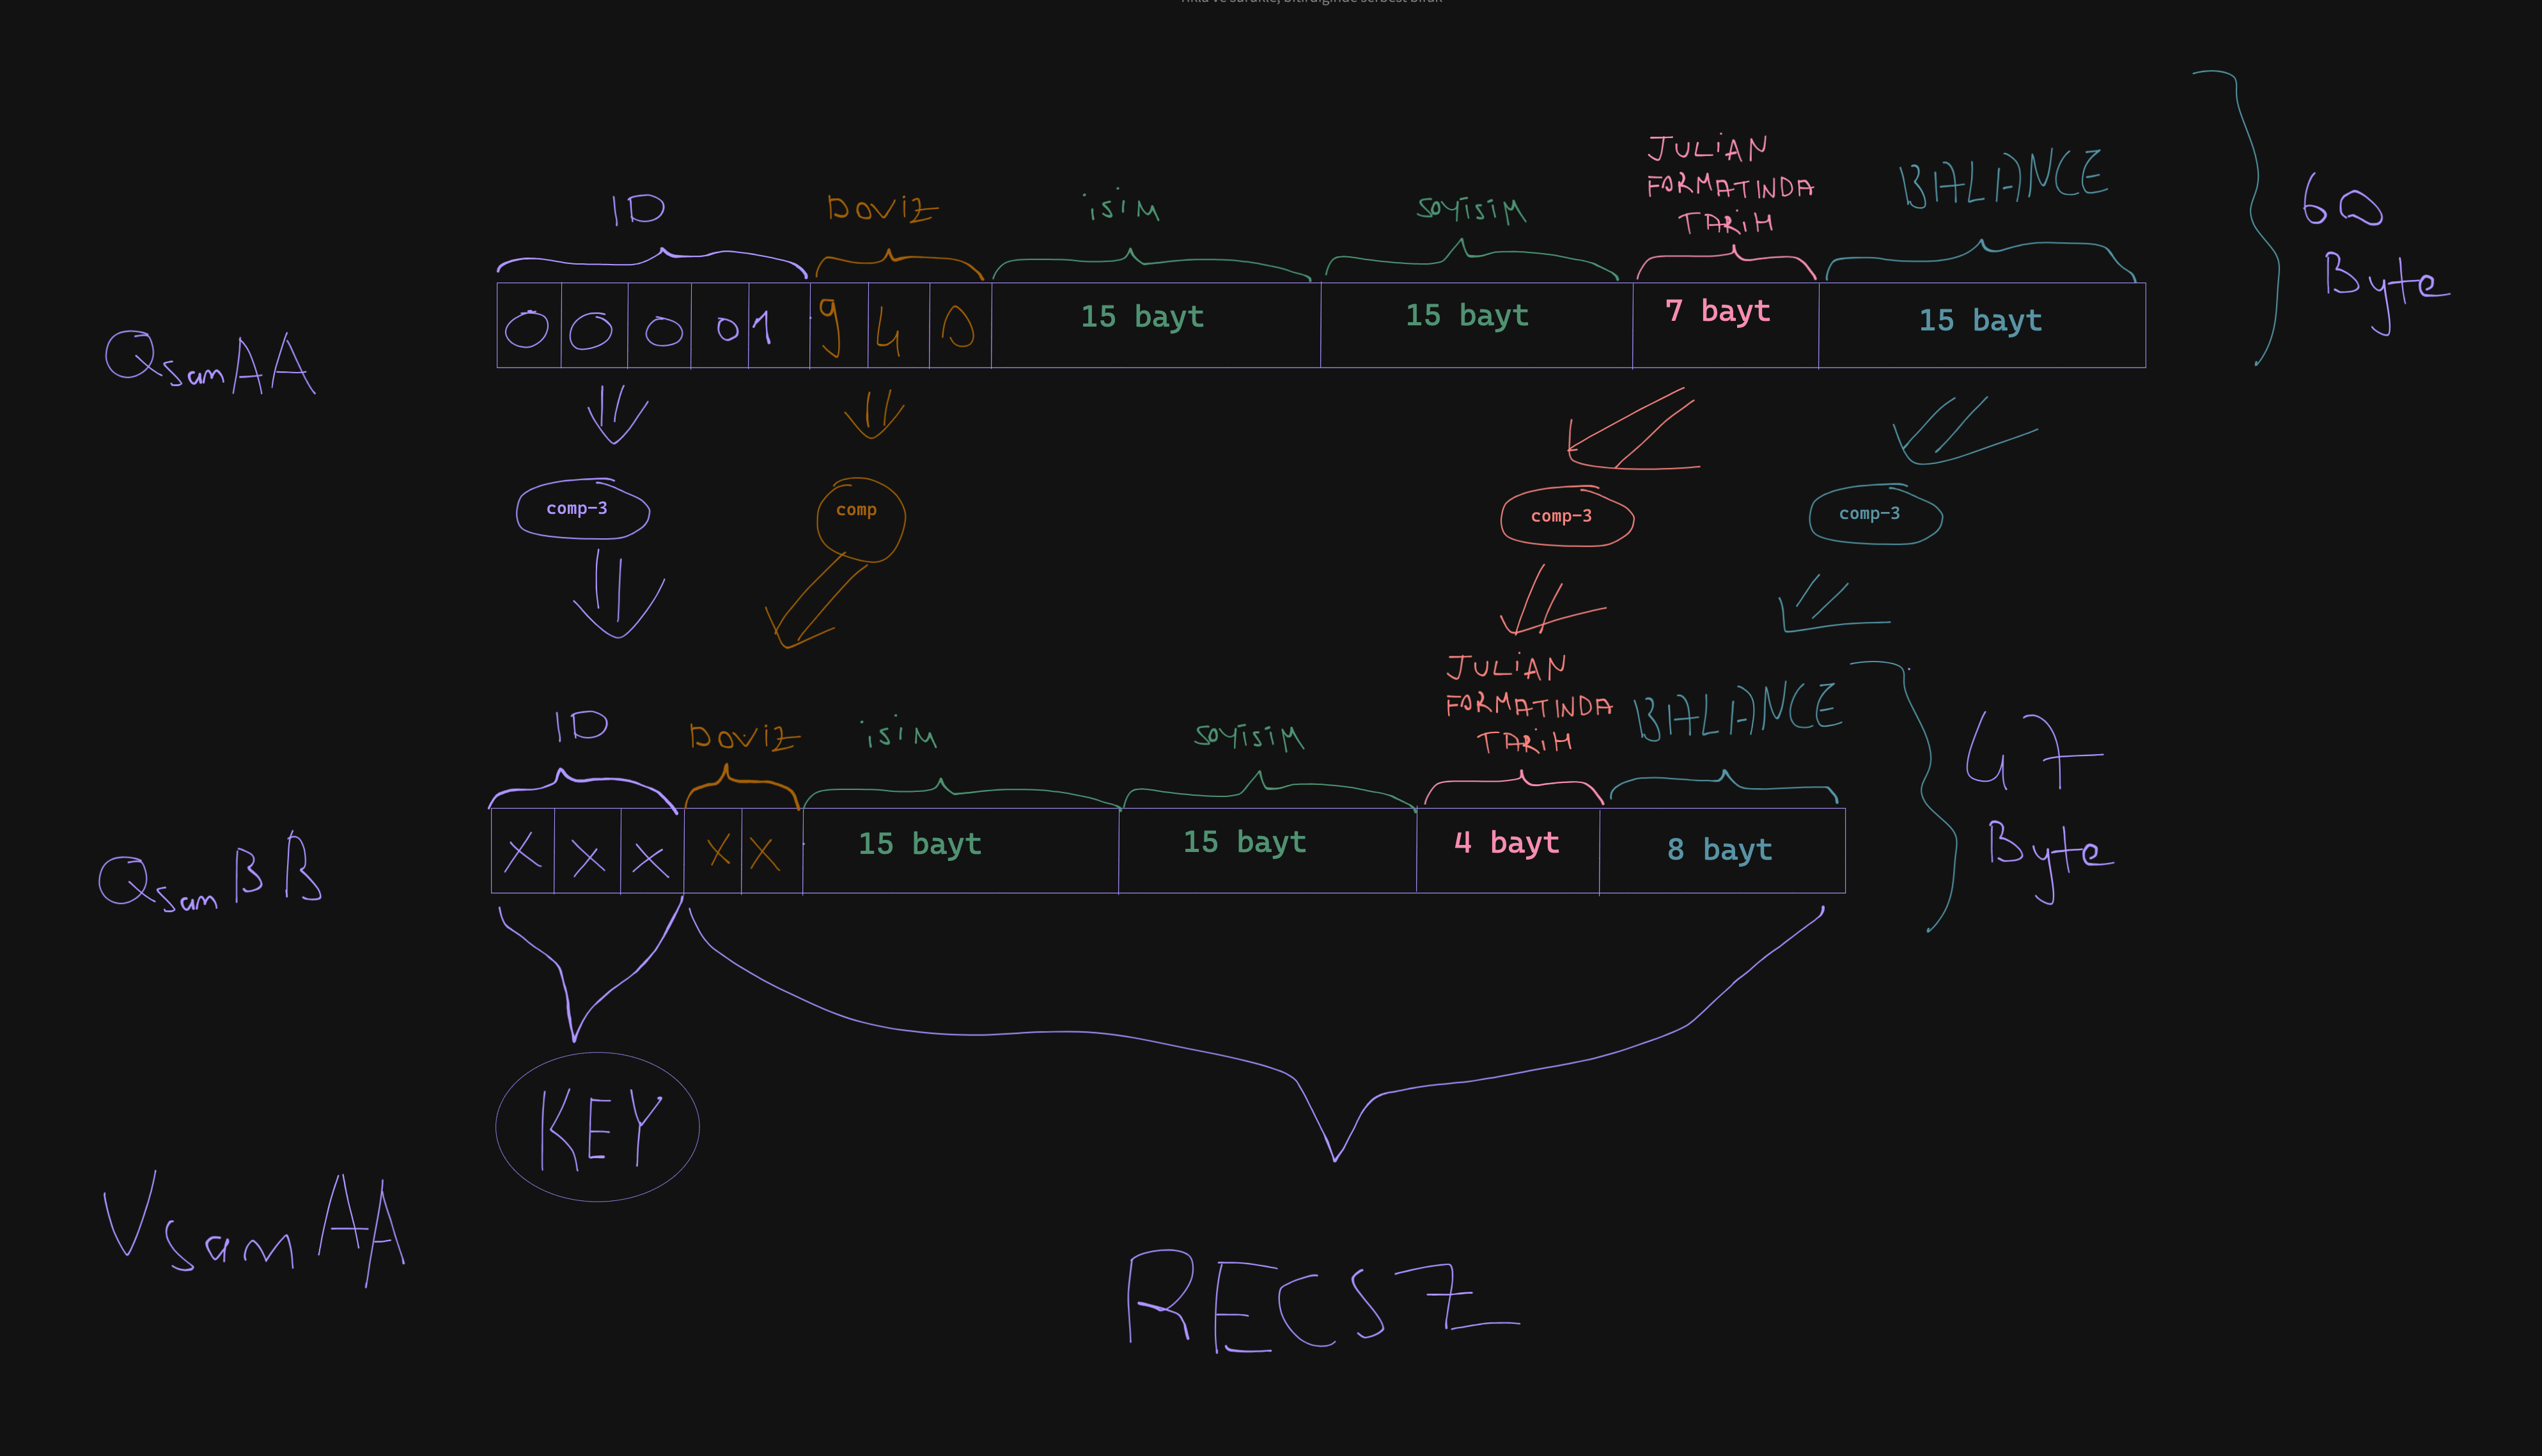 ID
DOVIZ
iSiM
SOYiSiM
JULiAN
FORMATINDA
TARiH
BALANCE
60
Byte
QsamAA
0 0 0 0 1 9 4 0 15 bayt 15 bayt 7 bayt 15 bayt
comp-3 comp comp-3 comp-3
ID
DOVIZ
iSiM
SOYiSiM
JULiAN
FORMATINDA
TARiH
BALANCE
47
Byte
QsamBB
X X X X X 15 bayt 15 bayt 4 bayt 8 bayt
KEY
VsamAA
RECSZ